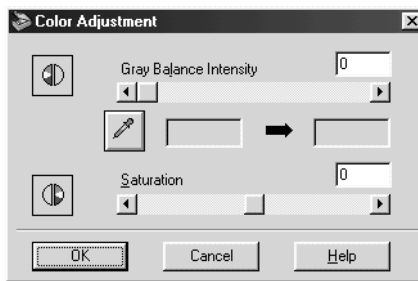 Color Adjustment
Gray Balance Intensity 0
Saturation 0
OK Cancel Help